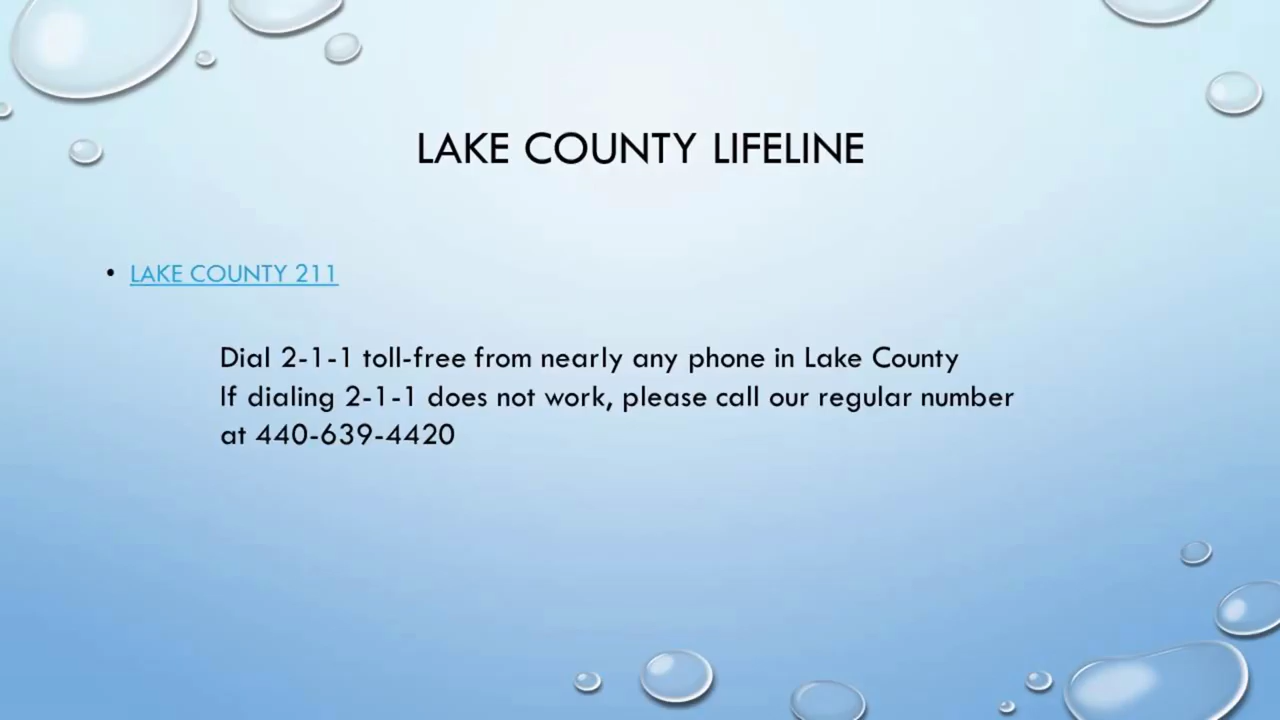 LAKE COUNTY LIFELINE
• LAKE COUNTY 211
Dial 2-1-1 toll-free from nearly any phone in Lake County
If dialing 2-1-1 does not work, please call our regular number
at 440-639-4420